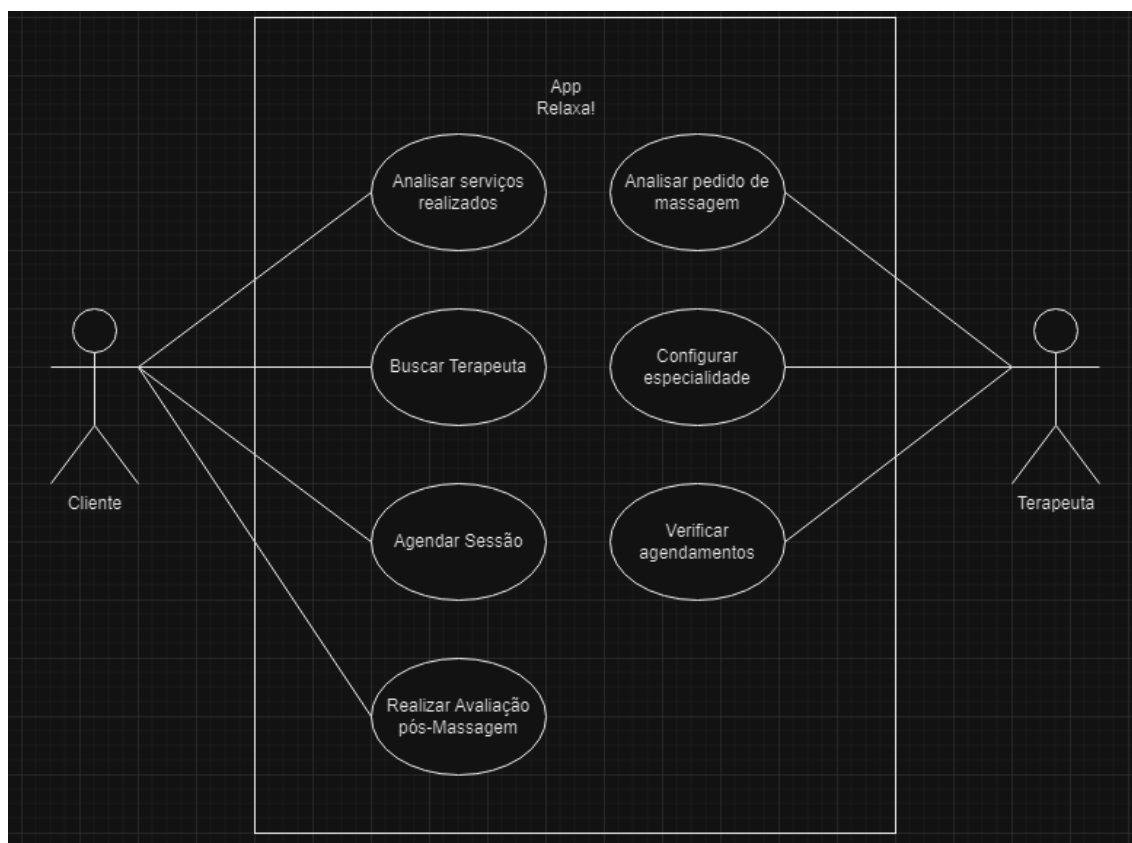 App
Relaxa!
Analisar serviços
realizados
Analisar pedido de
massagem
Buscar Terapeuta
Configurar
especialidade
Cliente
Terapeuta
Agendar Sessão
Verificar
agendamentos
Realizar Avaliação
pós-Massagem